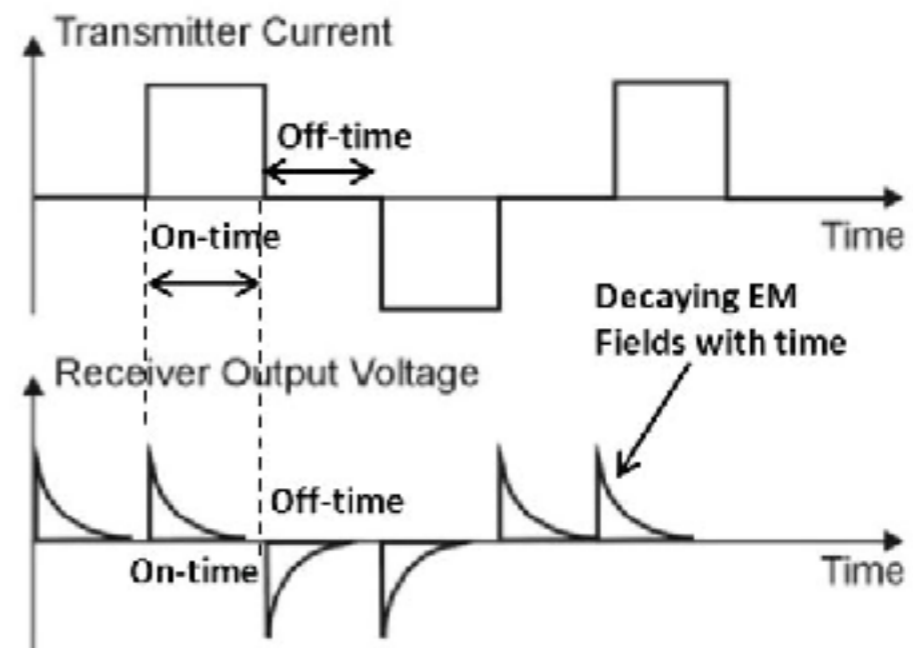 Transmitter Current
Off-time
On-time
Time
Decaying EM
Fields with time
Receiver Output Voltage
Off-time
On-time
Time